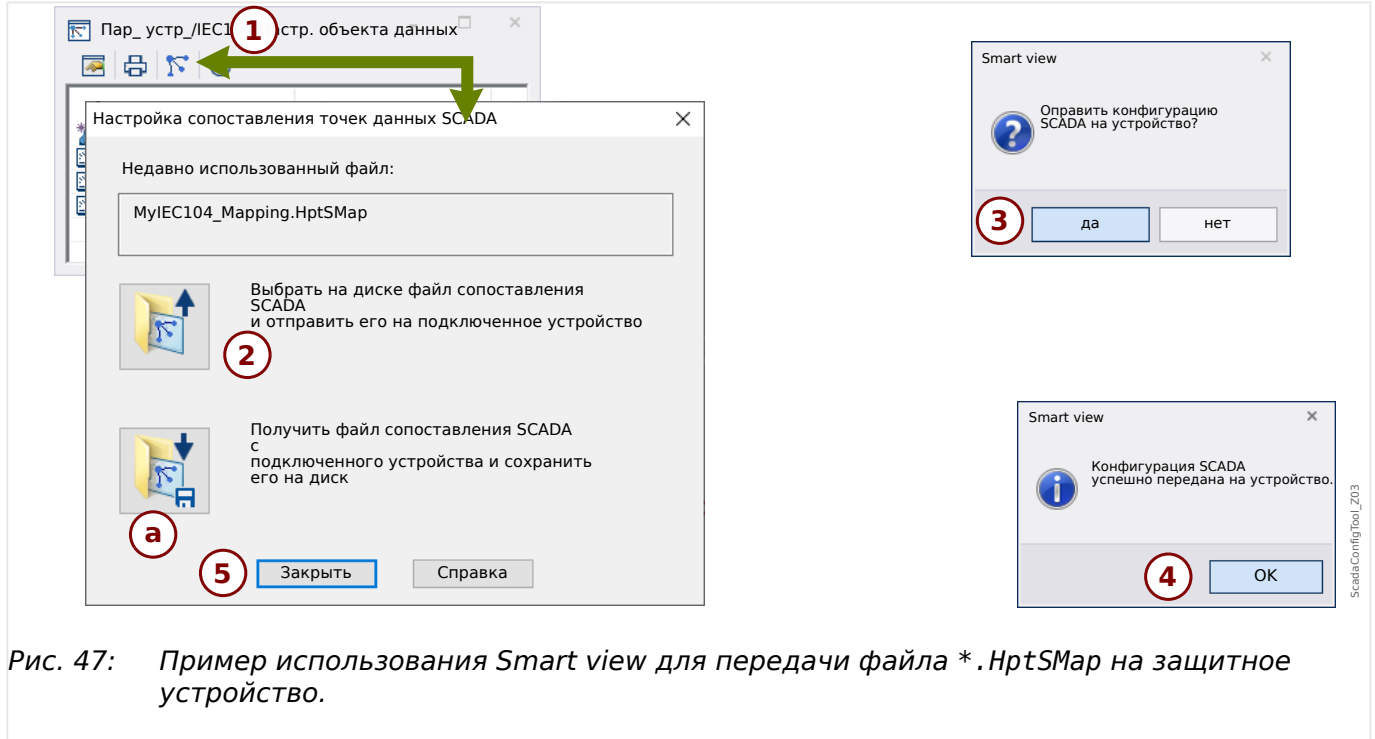 Пар_ устр_/IEC1
стр. объекта данных
1
Настройка сопоставления точек данных SCADA
Недавно использованный файл:
MyIEC104_Mapping.HptSMap
Выбрать на диске файл сопоставления
SCADA
и отправить его на подключенное устройство
2
Получить файл сопоставления SCADA
с
подключенного устройства и сохранить
его на диск
a
5
Закрыть
Справка
Smart view
Оправить конфигурацию
SCADA на устройство?
3
да
нет
Smart view
Конфигурация SCADA
успешно передана на устройство.
4
OK
ScadaConfigTool_Z03
Рис. 47: Пример использования Smart view для передачи файла *.HptSMap на защитное
устройство.